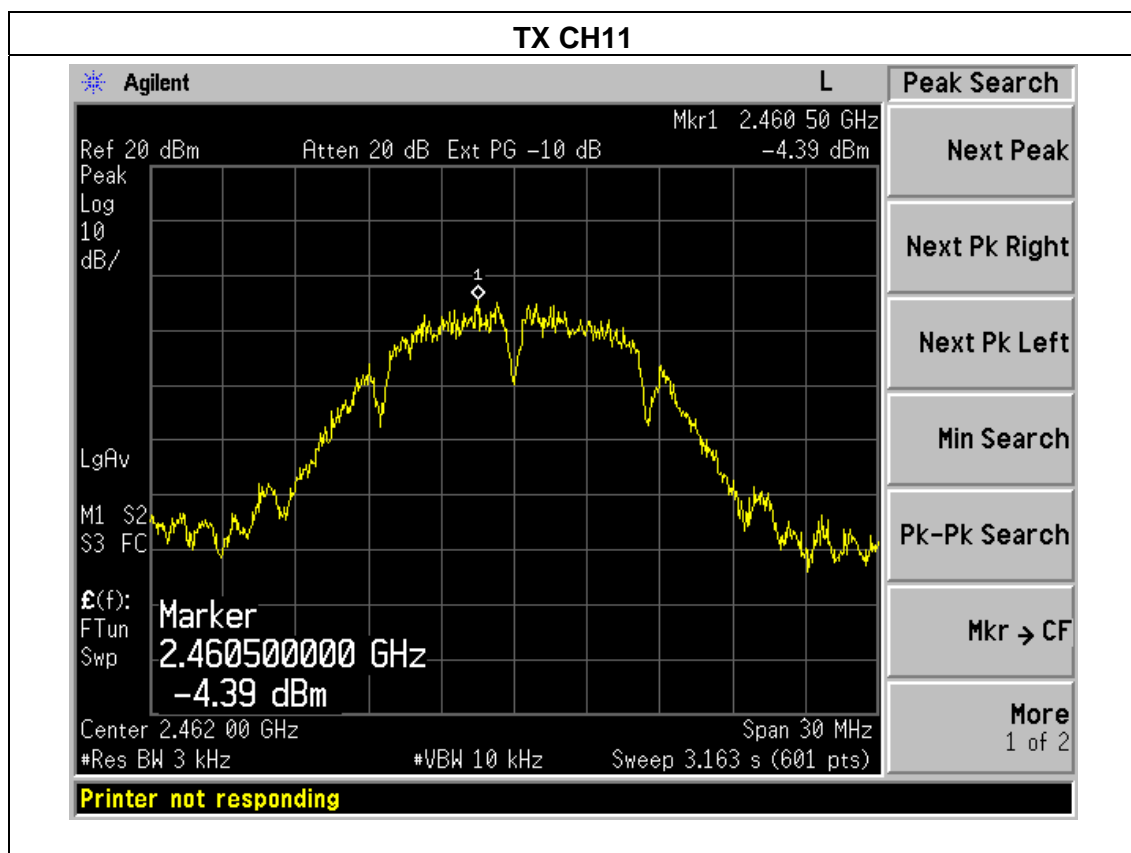 TX CH11
Agilent L Peak Search
Mkr1 2.460 50 GHz
Ref 20 dBm Atten 20 dB Ext PG −10 dB −4.39 dBm
Peak
Log
10
dB/
1
LgAv
M1 S2
S3 FC
£(f):
FTun
Swp
Marker
2.460500000 GHz
−4.39 dBm
Center 2.462 00 GHz Span 30 MHz
#Res BW 3 kHz #VBW 10 kHz Sweep 3.163 s (601 pts)
Printer not responding
Next Peak
Next Pk Right
Next Pk Left
Min Search
Pk-Pk Search
Mkr → CF
More
1 of 2